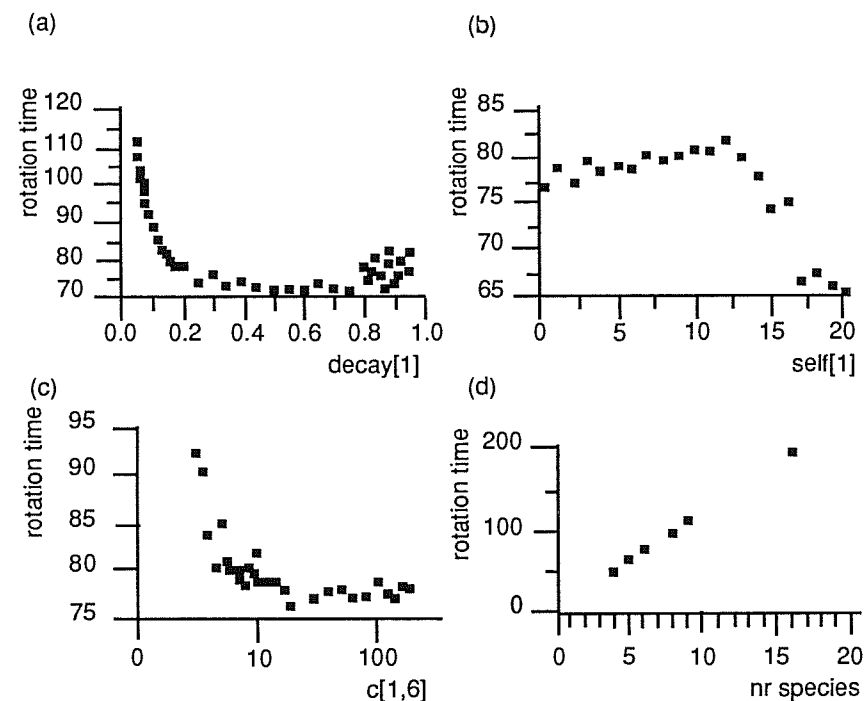 (a)
rotation time
120
110
100
90
80
70
0.0 0.2 0.4 0.6 0.8 1.0
decay[1]
(b)
rotation time
85
80
75
70
65
0 5 10 15 20
self[1]
(c)
rotation time
95
90
85
80
75
0 10 100
c[1,6]
(d)
rotation time
200
100
0
0 5 10 15 20
nr species